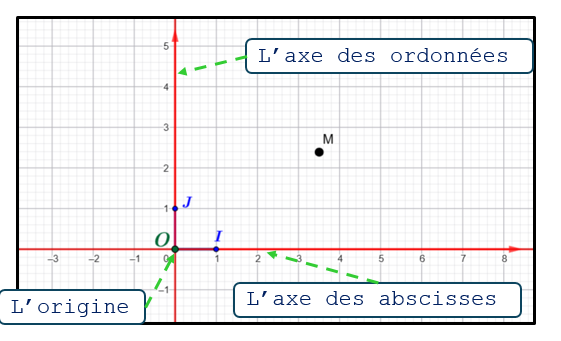 5
L'axe des ordonnées
4
3
M
2
1
J
O
I
-3 -2 -1 0 1 2 3 4 5 6 7 8
-1
L'axe des abscisses
L'origine